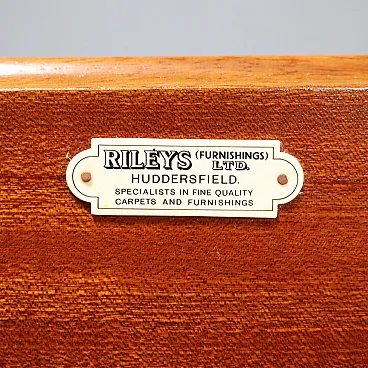 RILEYS (FURNISHINGS) LTD.
HUDDERSFIELD.
SPECIALISTS IN FINE QUALITY
CARPETS AND FURNISHINGS